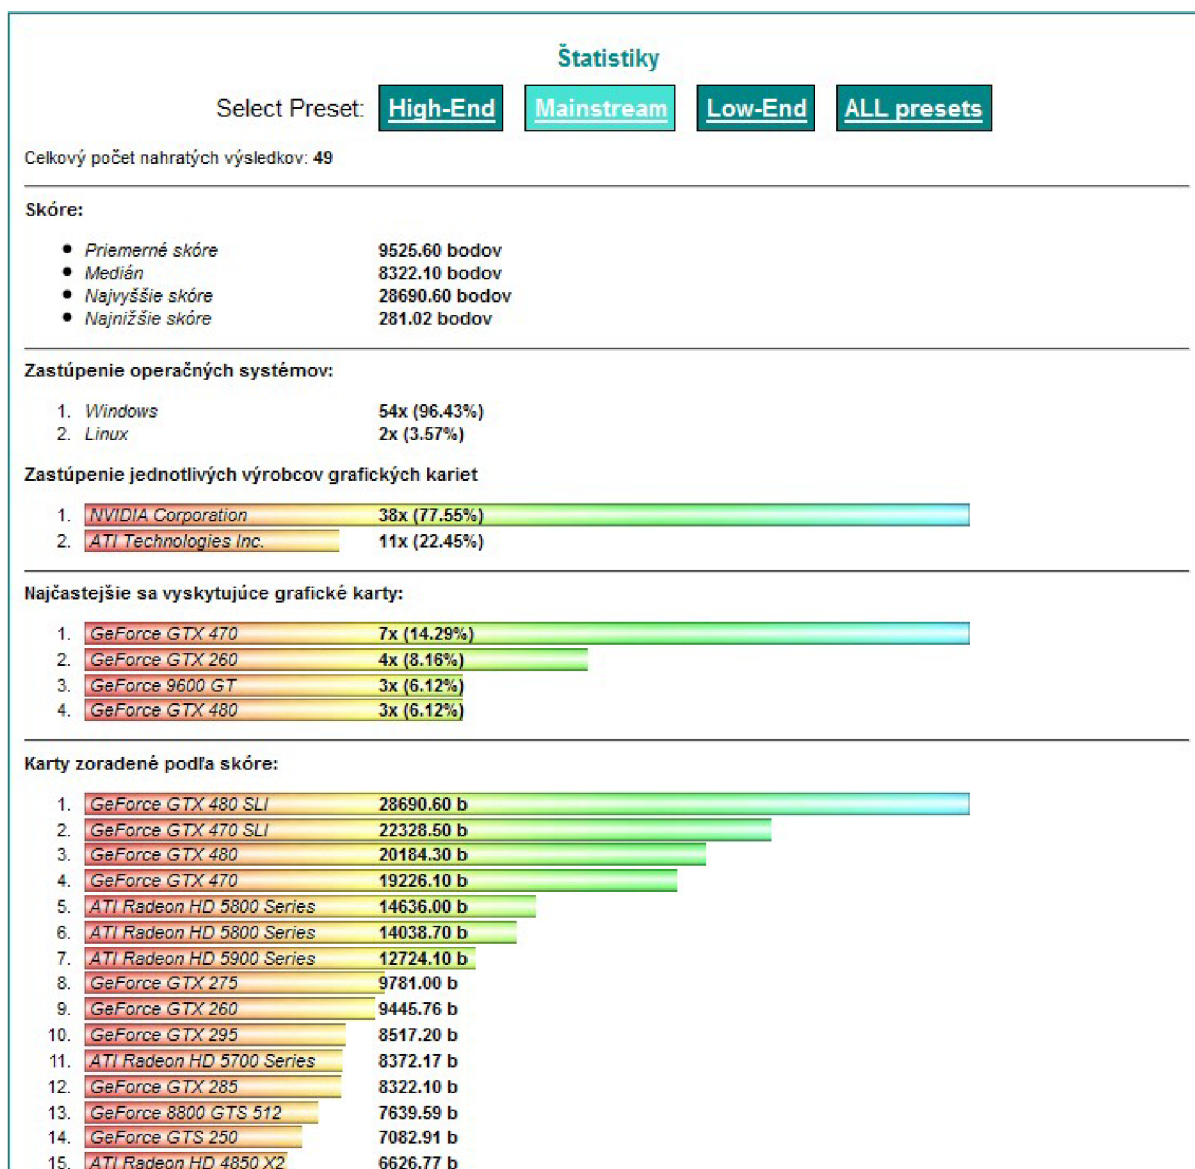 Štatistiky
Select Preset: High-End Mainstream Low-End ALL presets
Celkový počet nahratých výsledkov: 49
Skóre:
Priemerné skóre 9525.60 bodov
Medián 8322.10 bodov
Najvyššie skóre 28690.60 bodov
Najnižšie skóre 281.02 bodov
Zastúpenie operačných systémov:
1. Windows 54x (96.43%)
2. Linux 2x (3.57%)
Zastúpenie jednotlivých výrobcov grafických kariet
1. NVIDIA Corporation 38x (77.55%)
2. ATI Technologies Inc. 11x (22.45%)
Najčastejšie sa vyskytujúce grafické karty:
1. GeForce GTX 470 7x (14.29%)
2. GeForce GTX 260 4x (8.16%)
3. GeForce 9600 GT 3x (6.12%)
4. GeForce GTX 480 3x (6.12%)
Karty zoradené podľa skóre:
1. GeForce GTX 480 SLI 28690.60 b
2. GeForce GTX 470 SLI 22328.50 b
3. GeForce GTX 480 20184.30 b
4. GeForce GTX 470 19226.10 b
5. ATI Radeon HD 5800 Series 14636.00 b
6. ATI Radeon HD 5800 Series 14038.70 b
7. ATI Radeon HD 5900 Series 12724.10 b
8. GeForce GTX 275 9781.00 b
9. GeForce GTX 260 9445.76 b
10. GeForce GTX 295 8517.20 b
11. ATI Radeon HD 5700 Series 8372.17 b
12. GeForce GTX 285 8322.10 b
13. GeForce 8800 GTS 512 7639.59 b
14. GeForce GTS 250 7082.91 b
15. ATI Radeon HD 4850 X2 6626.77 b